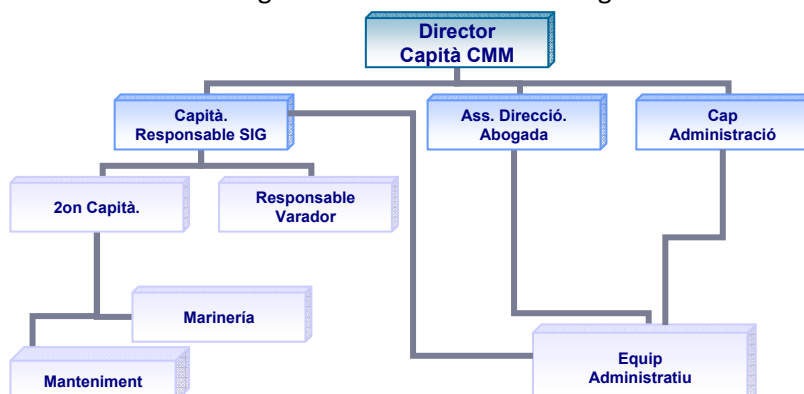 Director
Capità CMM
Capità.
Responsable SIG
Ass. Direcció.
Abogada
Cap
Administració
2on Capità.
Responsable
Varador
Marinería
Manteniment
Equip
Administratiu